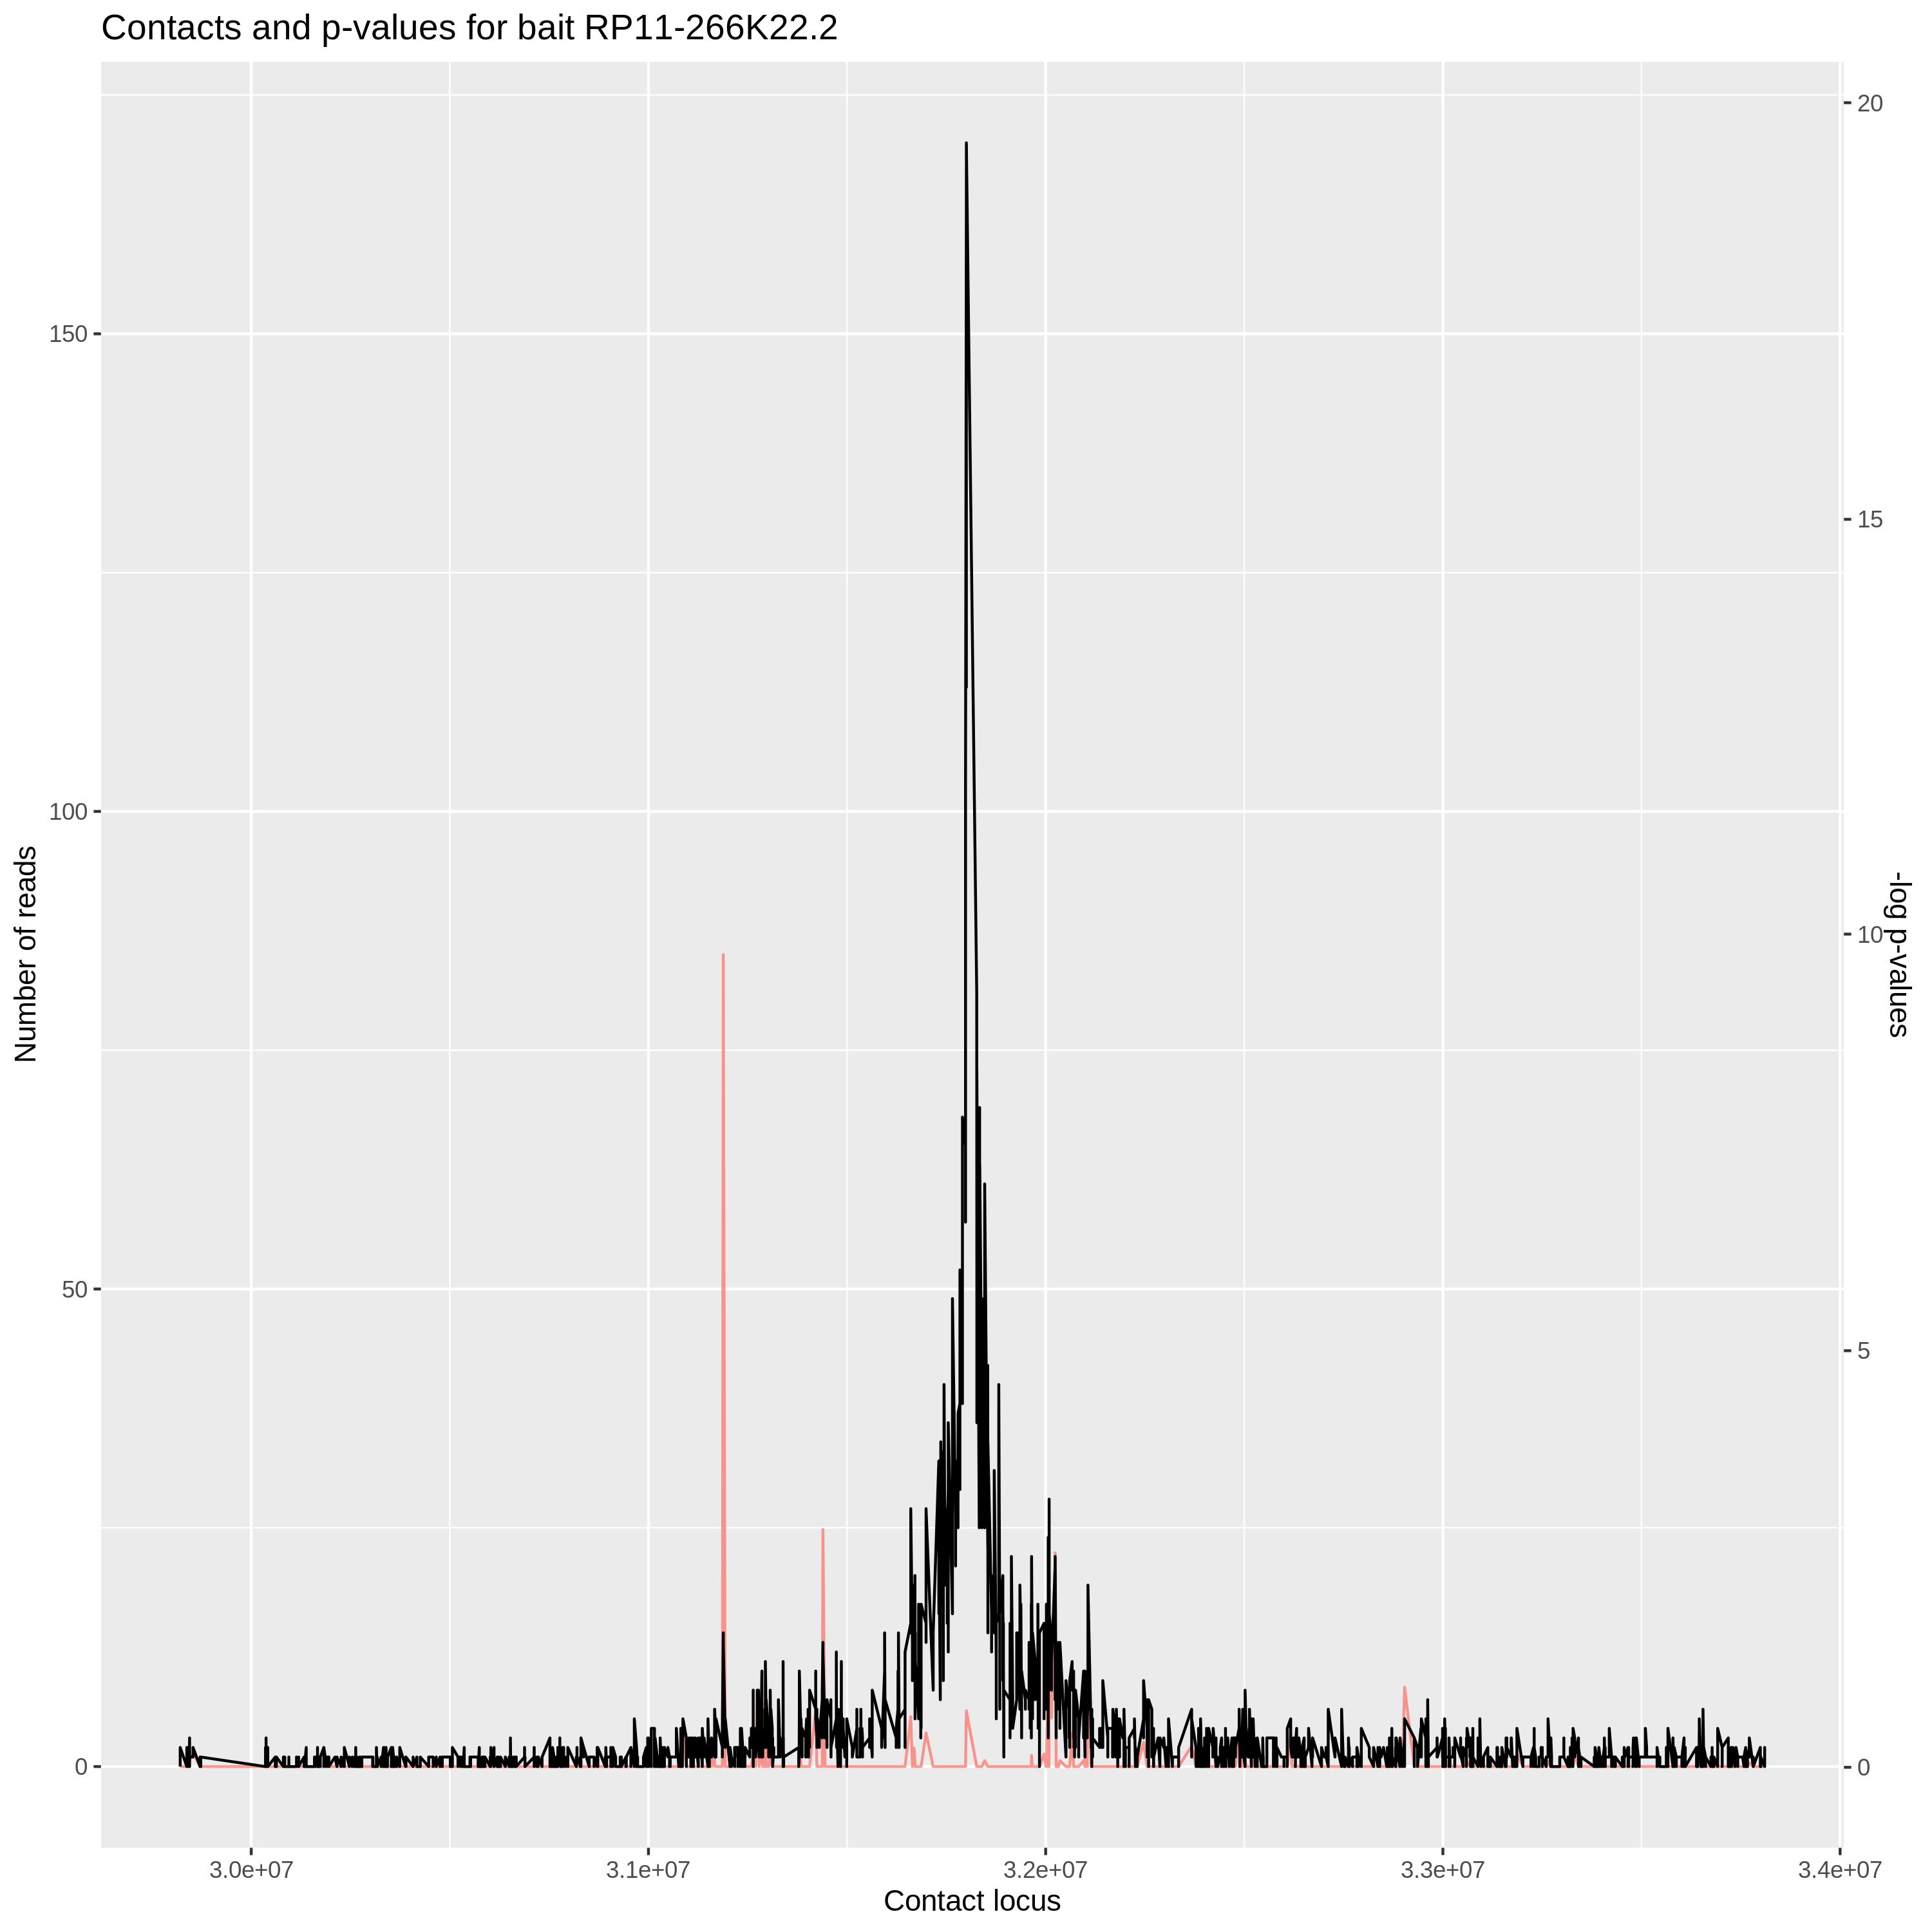 Contacts and p-values for bait RP11-266K22.2
Number of reads
150
100
50
0
20
15
10
5
0
-log p-values
3.0e+07 3.1e+07 3.2e+07 3.3e+07 3.4e+07
Contact locus